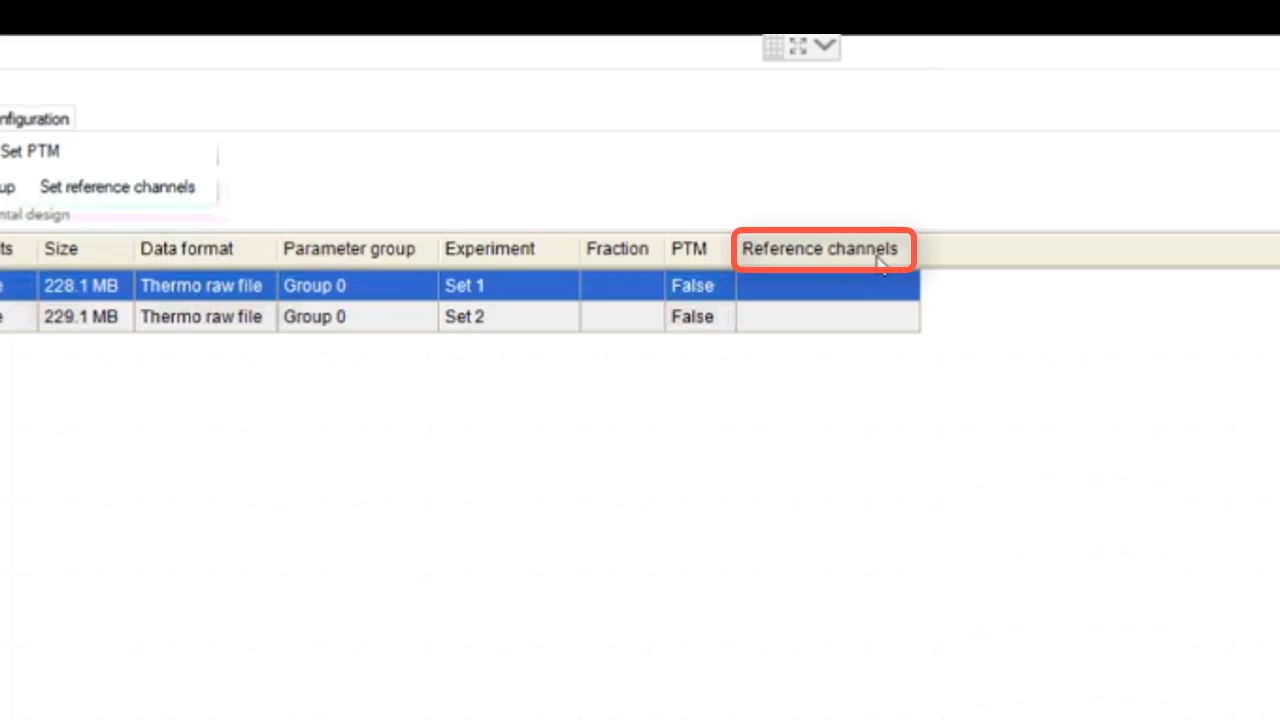 nfiguration
Set PTM
up Set reference channels
ntal design
ts Size Data format Parameter group Experiment Fraction PTM Reference channels
e 228.1 MB Thermo raw file Group 0 Set 1 False
e 229.1 MB Thermo raw file Group 0 Set 2 False